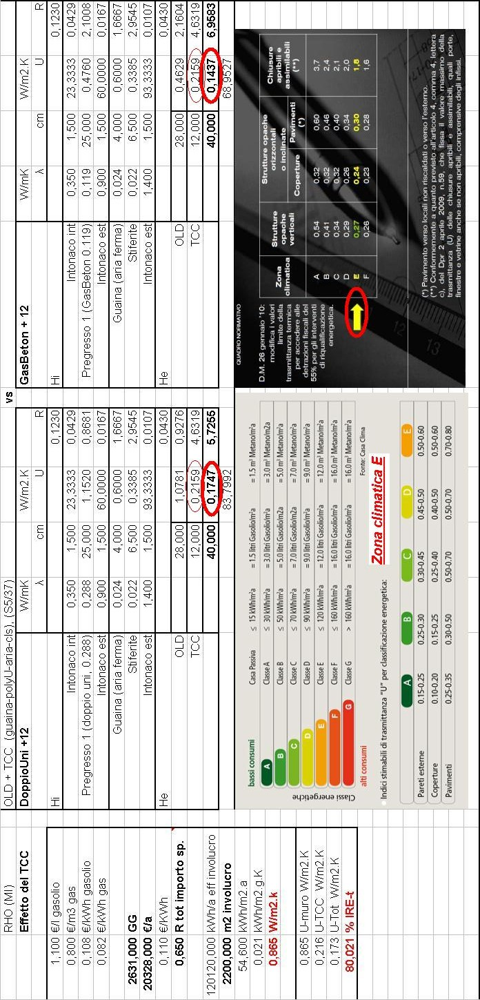 RHO (MI)
Effetto del TCC
1,100 €/l gasolio
0,800 €/m3 gas
0,108 €/kWh gasolio
0,082 €/kWh gas
2631,000 GG
20328,000 €/a
0,110 €/KWh
0,650 R tot importo sp.
120120,000 kWh/a eff involucro
2200,000 m2 involucro
54,600 kWh/m2.a
0,021 kWh/m2 g.K
0,865 W/m2.k
0,865 U-muro W/m2.K
0,216 U-TCC W/m2.K
0,173 U-Tot W/m2.K
80,021 % IRE-t
OLD + TCC (guaina-polyU-aria-cls), (S5/37)
DoppioUni +12 W/mK cm W/m2.K
λ U R
Hi 0,1230
Intonaco int 0,350 1,500 23,3333 0,0429
Pregresso 1 (doppio uni, 0.288) 0,288 25,000 1,1520 0,8681
Intonaco est 0,900 1,500 60,0000 0,0167
Guaina (aria ferma) 0,024 4,000 0,6000 1,6667
Stiferite 0,022 6,500 0,3385 2,9545
Intonaco est 1,400 1,500 93,3333 0,0107
He 0,0430
OLD 28,000 1,0781 0,9276
TCC 12,000 0,2159 4,6319
40,000 0,1747 5,7255
83,7992
vs
GasBeton + 12 W/mK cm W/m2.K
λ U R
Hi 0,1230
Intonaco int 0,350 1,500 23,3333 0,0429
Pregresso 1 (GasBeton 0.119) 0,119 25,000 0,4760 2,1008
Intonaco est 0,900 1,500 60,0000 0,0167
Guaina (aria ferma) 0,024 4,000 0,6000 1,6667
Stiferite 0,022 6,500 0,3385 2,9545
Intonaco est 1,400 1,500 93,3333 0,0107
He 0,0430
OLD 28,000 0,4629 2,1604
TCC 12,000 0,2159 4,6319
40,000 0,1437 6,9583
68,9527
Classi energetiche
bassi consumi
Casa Passiva ≤ 15 kWh/m²a = 1.5 litri Gasolio/m²a = 1.5 m³ Metano/m²a
A Classe A ≤ 30 kWh/m²a = 3.0 litri Gasolio/m²a = 3.0 m³ Metano/m2a
B Classe B ≤ 50 kWh/m²a = 5.0 litri Gasolio/m2a = 5.0 m³ Metano/m²a
C Classe C ≤ 70 kWh/m²a = 7.0 litri Gasolio/m²a = 7.0 m³ Metano/m²a
D Classe D ≤ 90 kWh/m²a = 9.0 litri Gasolio/m²a = 9.0 m³ Metano/m²a
E Classe E ≤ 120 kWh/m²a = 12.0 litri Gasolio/m²a = 12.0 m³ Metano/m²a
F Classe F ≤ 160 kWh/m²a = 16.0 litri Gasolio/m²a = 16.0 m³ Metano/m²a
G Classe G > 160 kWh/m²a = 16.0 litri Gasolio/m²a = 16.0 m³ Metano/m²a
alti consumi
Fonte: Casa Clima
Zona climatica E
Indici stimabili di trasmittanza "U" per classificazione energetica:
A B C D E
Pareti esterne 0.15-0.25 0.25-0.30 0.30-0.45 0.45-0.50 0.50-0.60
Coperture 0.10-0.20 0.15-0.25 0.25-0.40 0.40-0.50 0.50-0.60
Pavimenti 0.25-0.35 0.30-0.50 0.50-0.70 0.50-0.70 0.70-0.80
QUADRO NORMATIVO
D.M. 26 gennaio '10:
modifica i valori
limite della
trasmittanza termica
per accedere alle
detrazioni fiscali del
55% per gli interventi
di riqualificazione
energetica.
Zona climatica
Strutture opache verticali
Strutture opache orizzontali o inclinate
Coperture Pavimenti (*)
Chiusure apribili e assimilabili (**)
A 0,54 0,32 0,60 3,7
B 0,41 0,32 0,46 2,4
C 0,34 0,32 0,40 2,1
D 0,29 0,26 0,34 2,0
E 0,27 0,24 0,30 1,8
F 0,26 0,23 0,28 1,6
(*) Pavimento verso locali non riscaldati o verso l'esterno.
(**) Conformemente a quanto previsto all'articolo 4, comma 4, lettera
c), del Dpr 2 aprile 2009, n.59, che fissa il valore massimo della
trasmittanza (U) delle chiusure apribili e assimilabili, quali porte,
finestre e vetrine anche se non apribili, comprensive degli infissi.
12
13